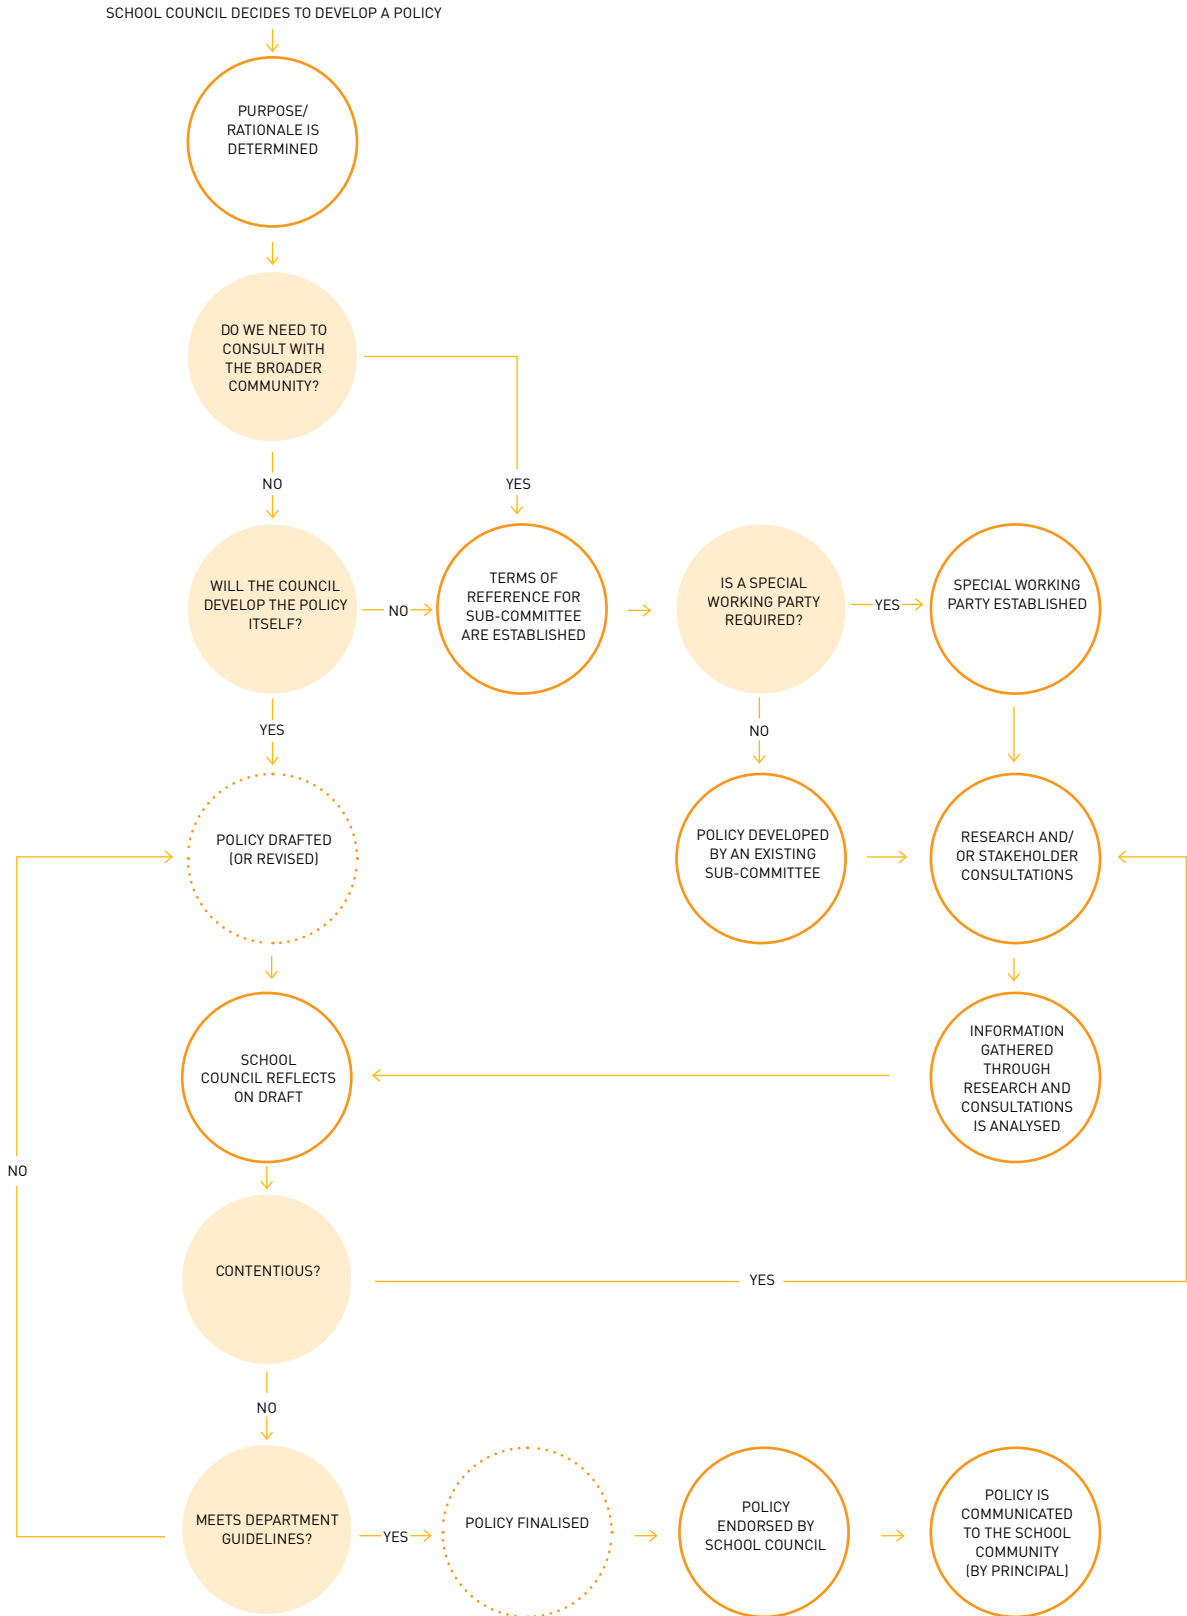 SCHOOL COUNCIL DECIDES TO DEVELOP A POLICY
PURPOSE/
RATIONALE IS
DETERMINED
DO WE NEED TO
CONSULT WITH
THE BROADER
COMMUNITY?
NO
YES
WILL THE COUNCIL
DEVELOP THE POLICY
ITSELF?
NO
TERMS OF
REFERENCE FOR
SUB-COMMITTEE
ARE ESTABLISHED
IS A SPECIAL
WORKING PARTY
REQUIRED?
YES
SPECIAL WORKING
PARTY ESTABLISHED
YES
NO
POLICY DRAFTED
(OR REVISED)
POLICY DEVELOPED
BY AN EXISTING
SUB-COMMITTEE
RESEARCH AND/
OR STAKEHOLDER
CONSULTATIONS
SCHOOL
COUNCIL REFLECTS
ON DRAFT
INFORMATION
GATHERED
THROUGH
RESEARCH AND
CONSULTATIONS
IS ANALYSED
NO
CONTENTIOUS?
YES
NO
MEETS DEPARTMENT
GUIDELINES?
YES
POLICY FINALISED
POLICY
ENDORSED BY
SCHOOL COUNCIL
POLICY IS
COMMUNICATED
TO THE SCHOOL
COMMUNITY
(BY PRINCIPAL)